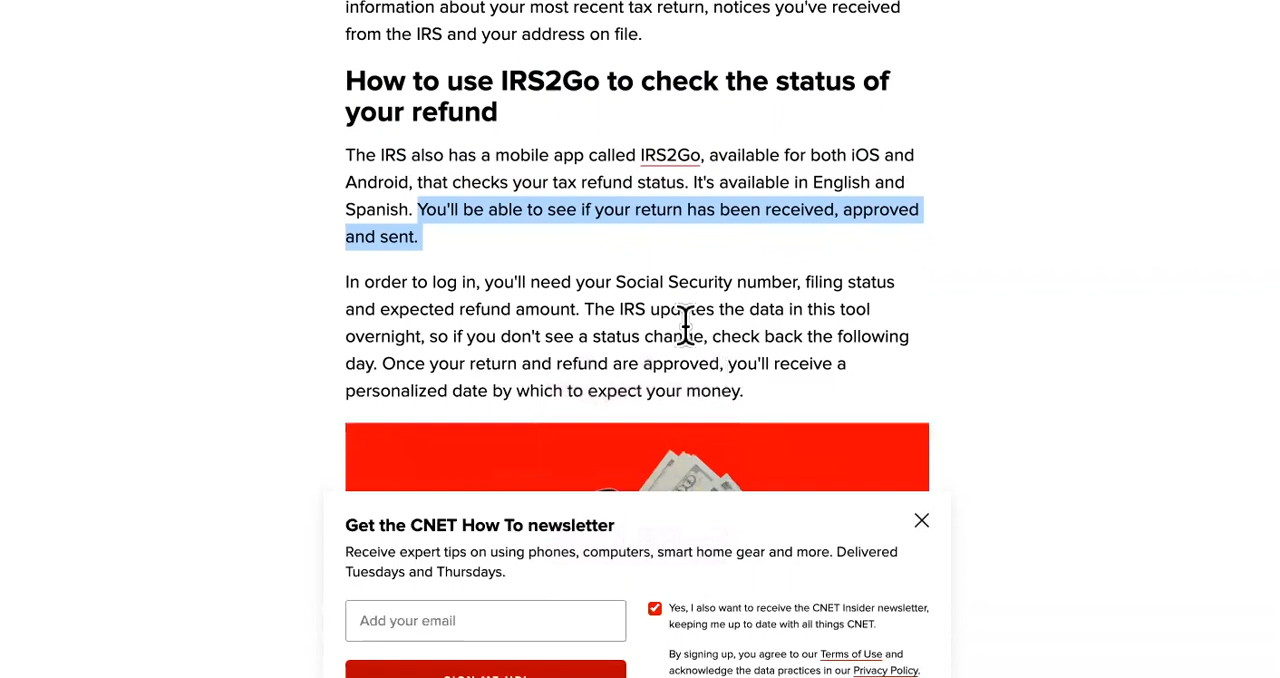 information about your most recent tax return, notices you've received
from the IRS and your address on file.
How to use IRS2Go to check the status of
your refund
The IRS also has a mobile app called IRS2Go, available for both iOS and
Android, that checks your tax refund status. It's available in English and
Spanish. You'll be able to see if your return has been received, approved
and sent.
In order to log in, you'll need your Social Security number, filing status
and expected refund amount. The IRS updates the data in this tool
overnight, so if you don't see a status change, check back the following
day. Once your return and refund are approved, you'll receive a
personalized date by which to expect your money.
Get the CNET How To newsletter
Receive expert tips on using phones, computers, smart home gear and more. Delivered
Tuesdays and Thursdays.
Add your email
Yes, I also want to receive the CNET Insider newsletter,
keeping me up to date with all things CNET.
By signing up, you agree to our Terms of Use and
acknowledge the data practices in our Privacy Policy.
SIGN ME UP!